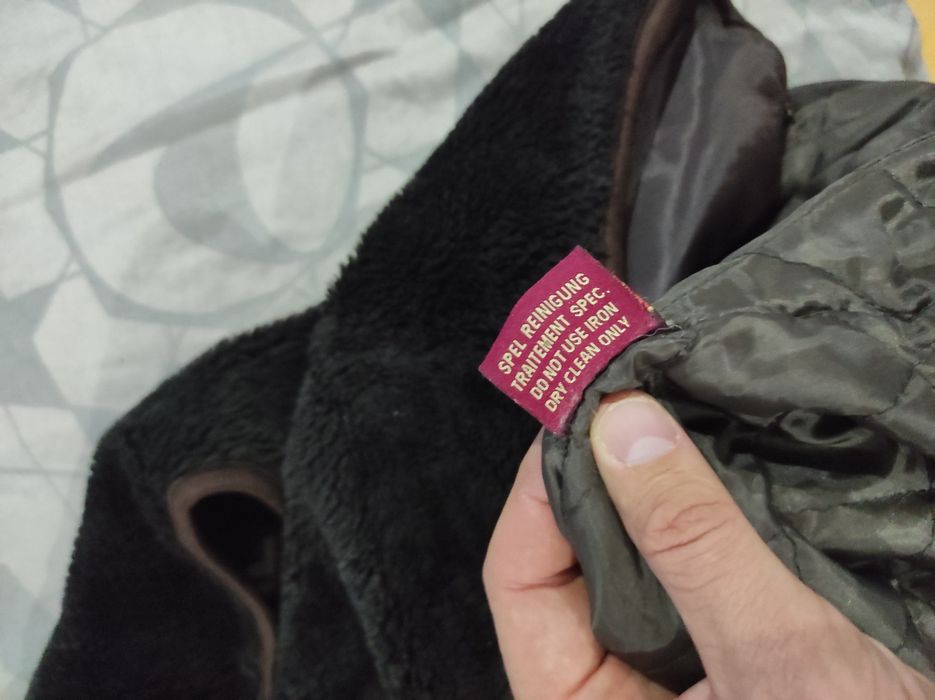 SPEL REINIGUNG
TRAITEMENT SPEC.
DO NOT USE IRON
DRY CLEAN ONLY